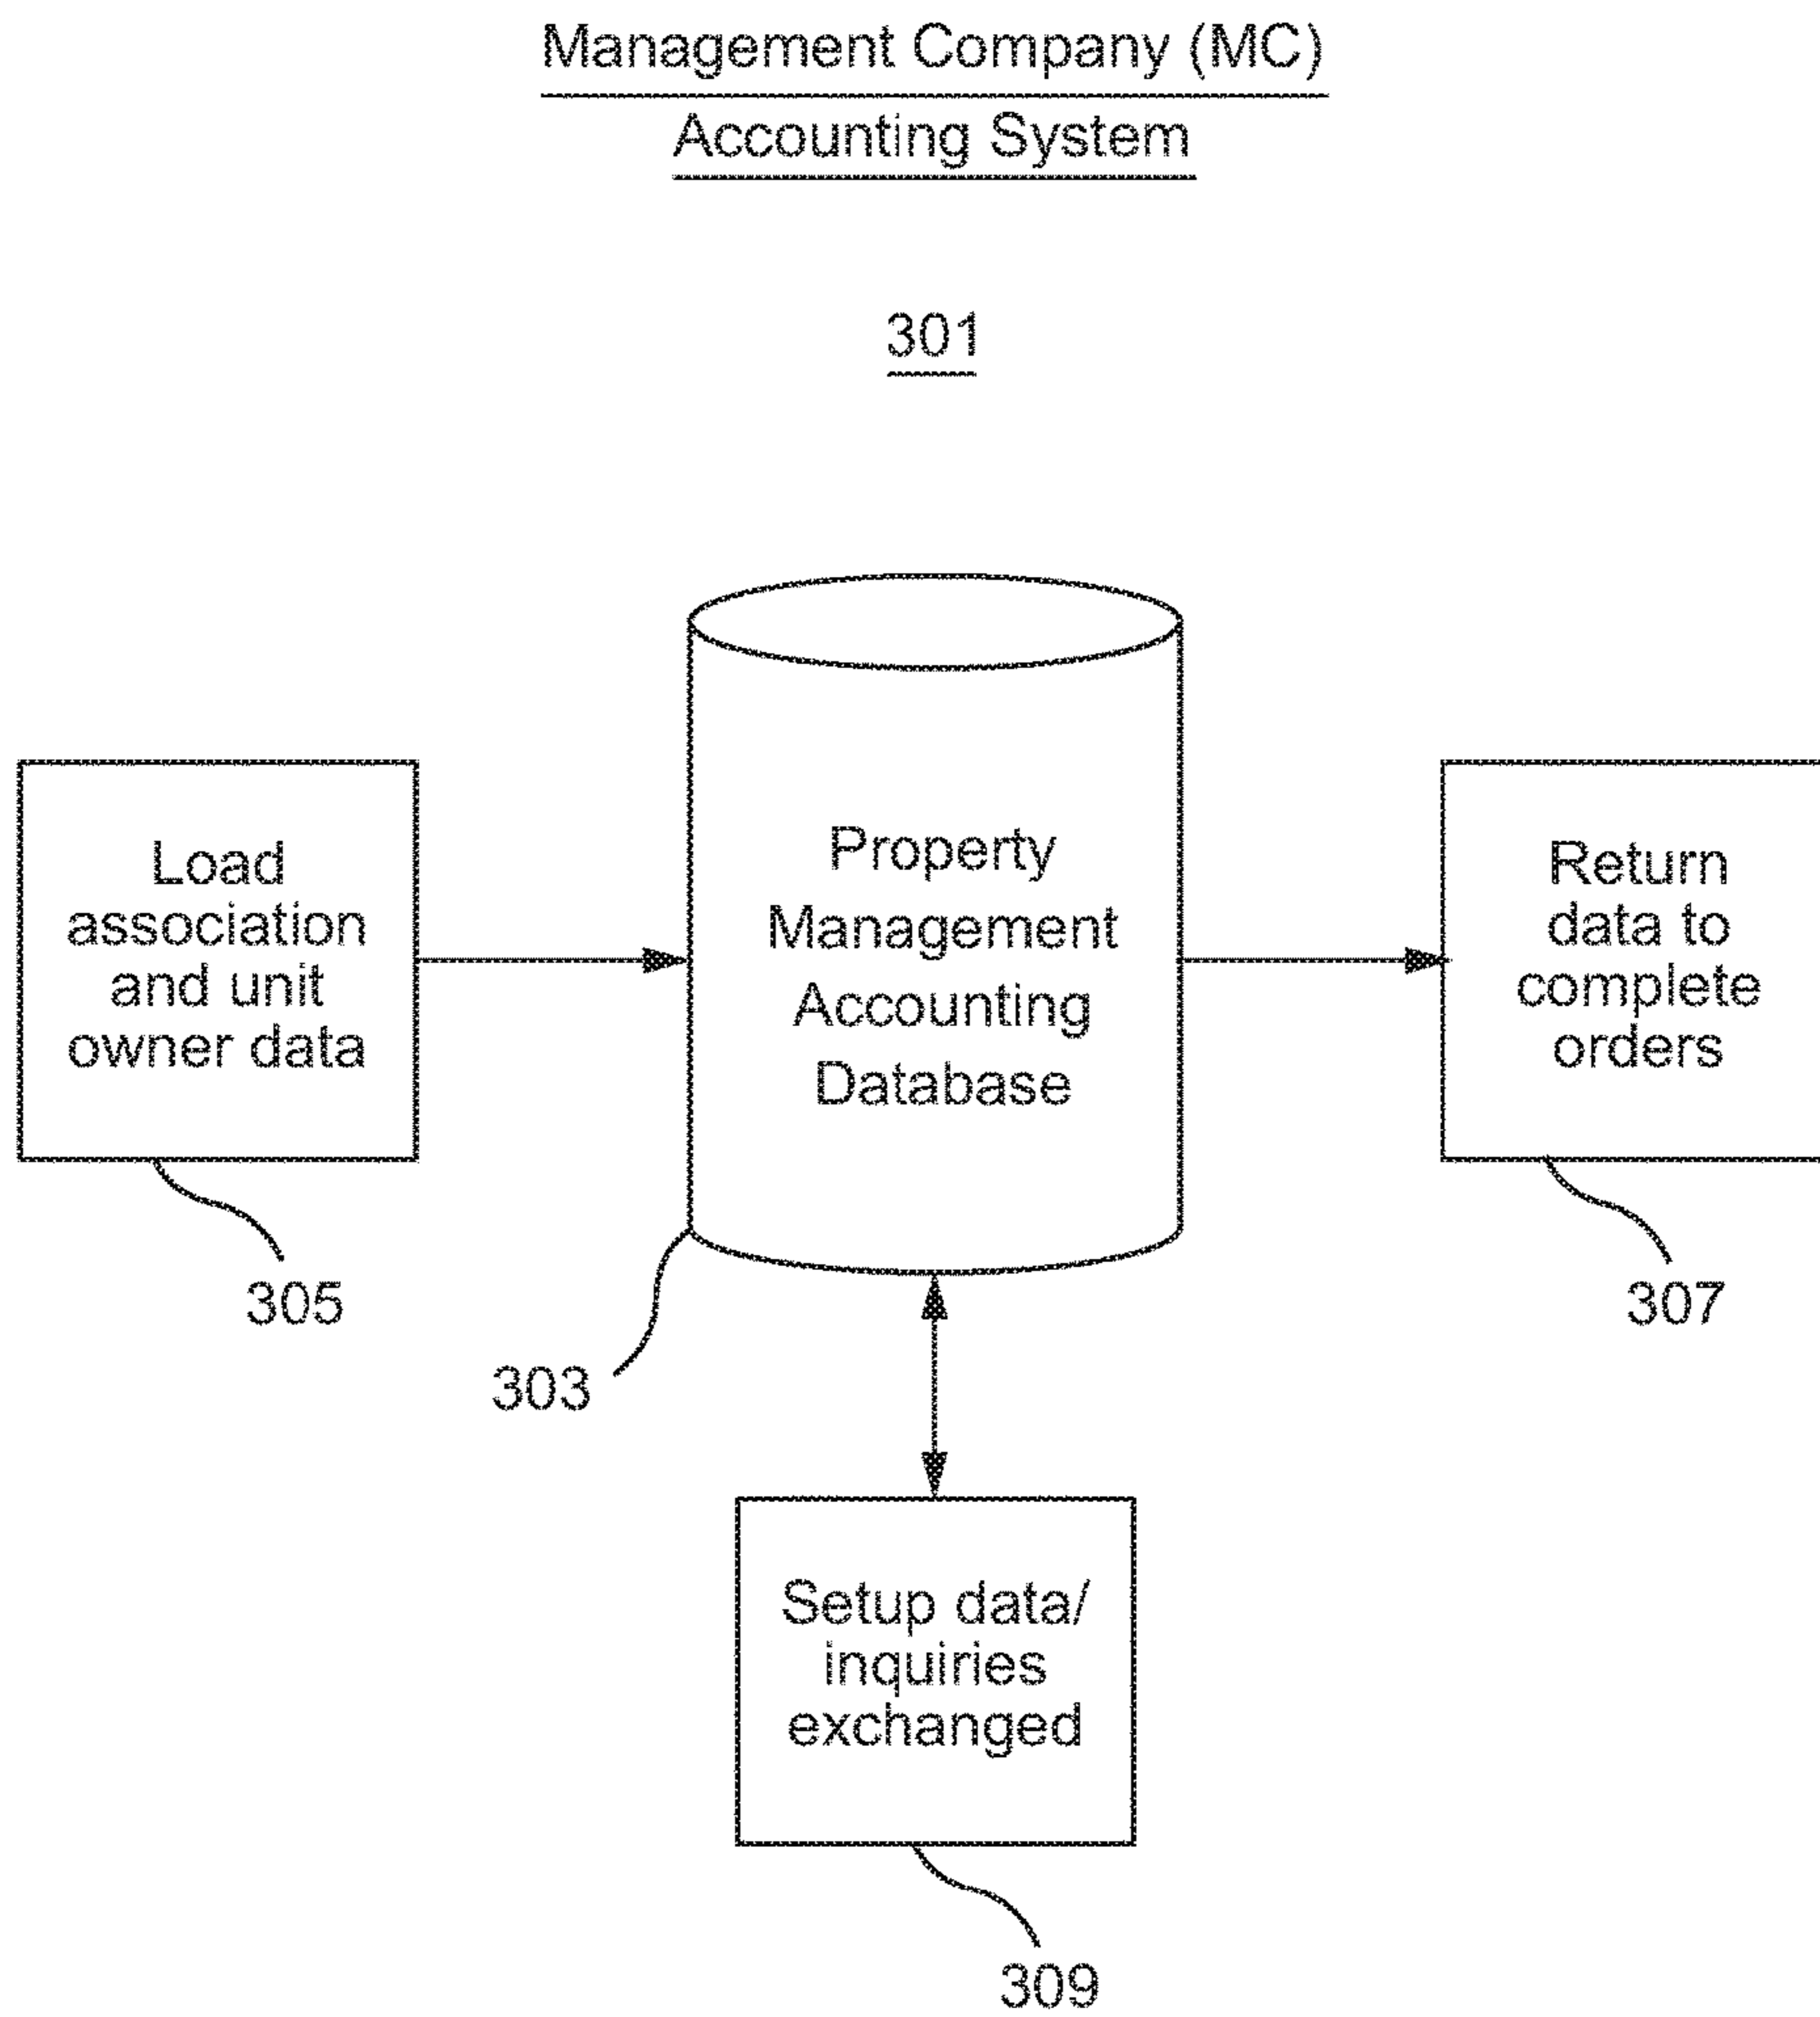 Management Company (MC)
Accounting System
301
Load
association
and unit
owner data
305
Property
Management
Accounting
Database
303
Return
data to
complete
orders
307
Setup data/
inquiries
exchanged
309